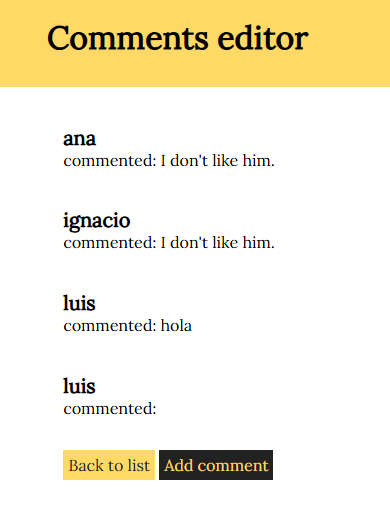 Comments editor
ana
commented: I don't like him.
ignacio
commented: I don't like him.
luis
commented: hola
luis
commented:
Back to list Add comment